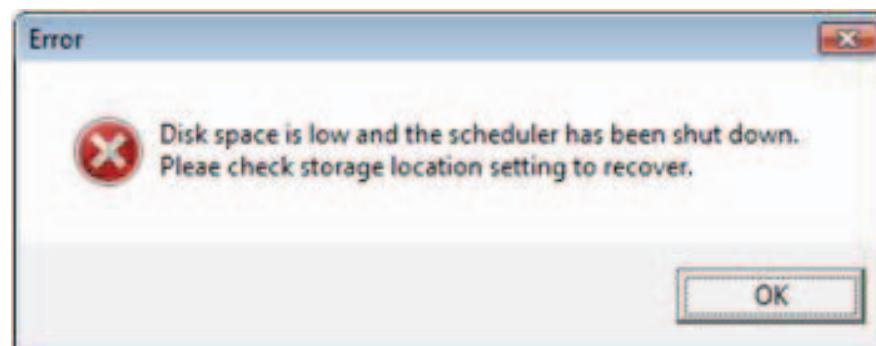 Error
Disk space is low and the scheduler has been shut down.
Pleae check storage location setting to recover.
OK